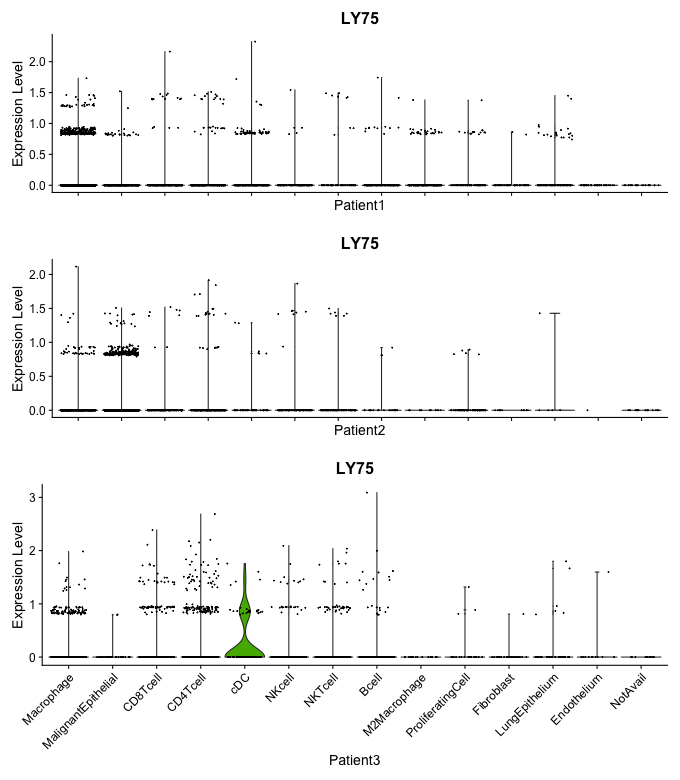 LY75
Expression Level
2.0
1.5
1.0
0.5
0.0
Patient1
LY75
Expression Level
2.0
1.5
1.0
0.5
0.0
Patient2
LY75
Expression Level
3
2
1
0
Macrophage
MalignantEpithelial
CD8Tcell
CD4Tcell
cDC
NKcell
NKTcell
Bcell
M2Macrophage
ProliferatingCell
Fibroblast
LungEpithelium
Endothelium
NotAvail
Patient3